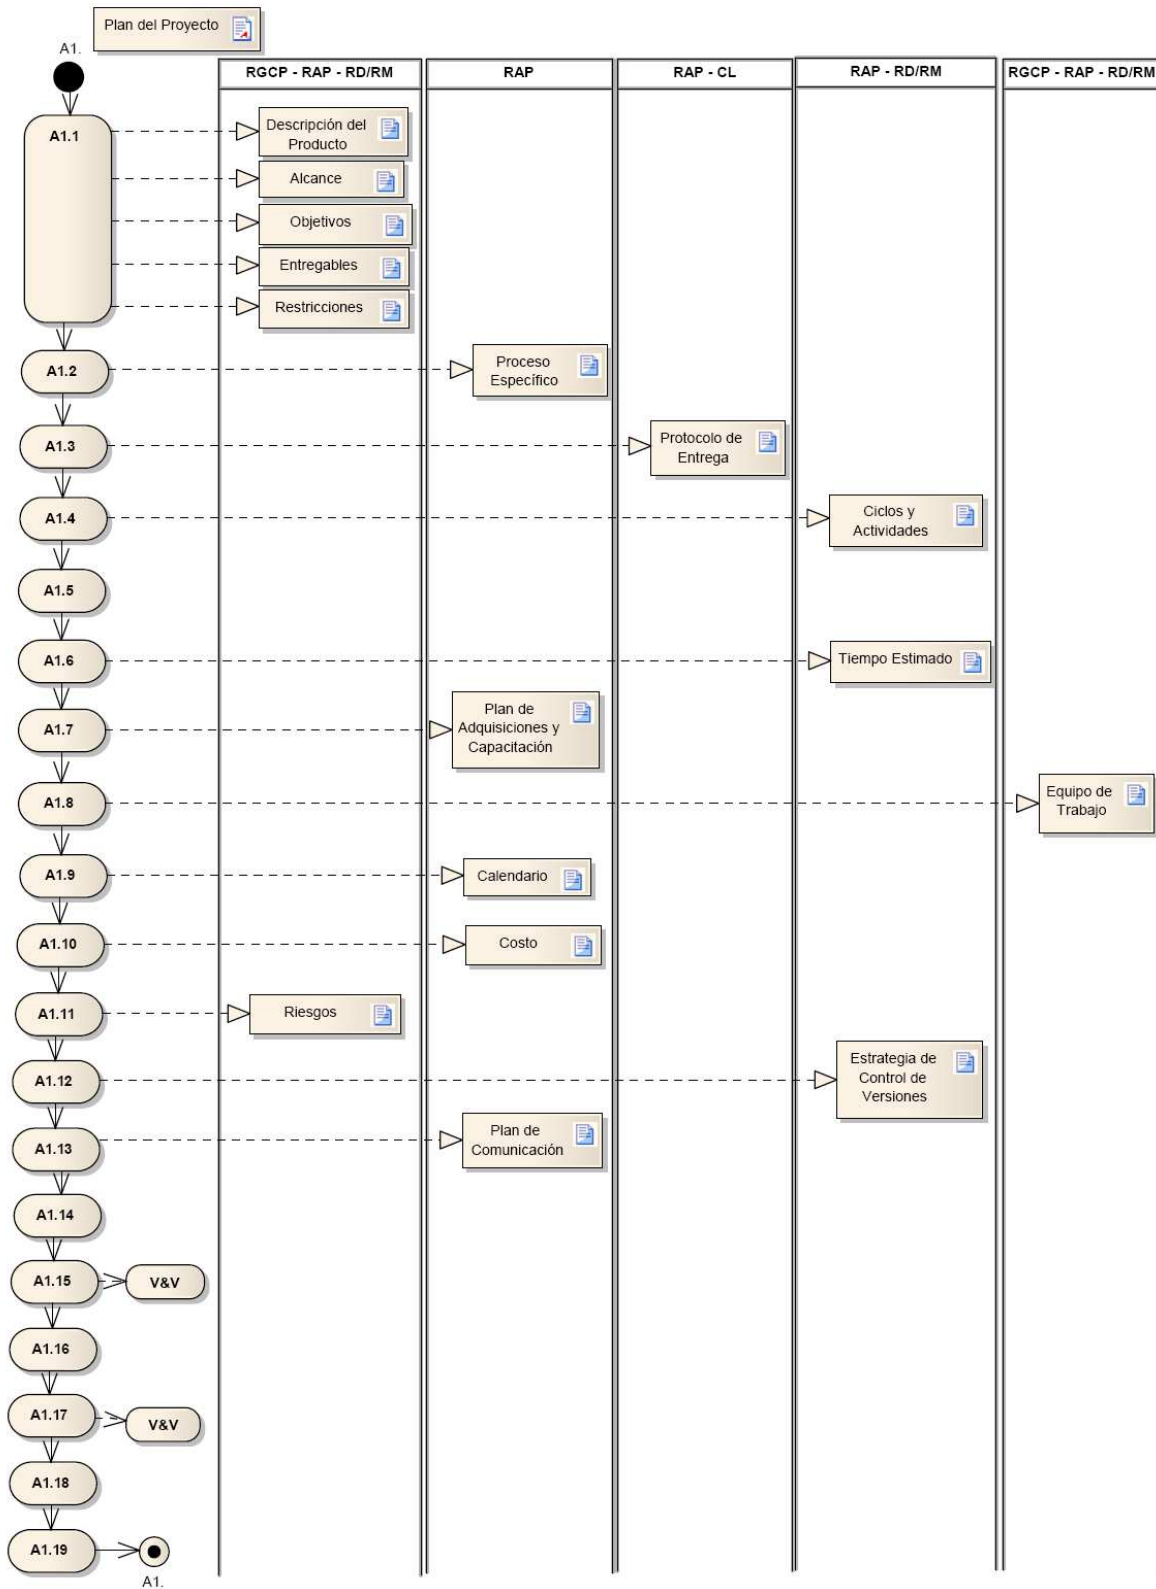 Plan del Proyecto
A1.
RGCP - RAP - RD/RM
RAP
RAP - CL
RAP - RD/RM
RGCP - RAP - RD/RM
A1.1
Descripción del
Producto
Alcance
Objetivos
Entregables
Restricciones
A1.2
Proceso
Específico
A1.3
Protocolo de
Entrega
A1.4
Ciclos y
Actividades
A1.5
A1.6
Tiempo Estimado
A1.7
Plan de
Adquisiciones y
Capacitación
A1.8
Equipo de
Trabajo
A1.9
Calendario
A1.10
Costo
A1.11
Riesgos
A1.12
Estrategia de
Control de
Versiones
A1.13
Plan de
Comunicación
A1.14
A1.15
V&V
A1.16
A1.17
V&V
A1.18
A1.19
A1.